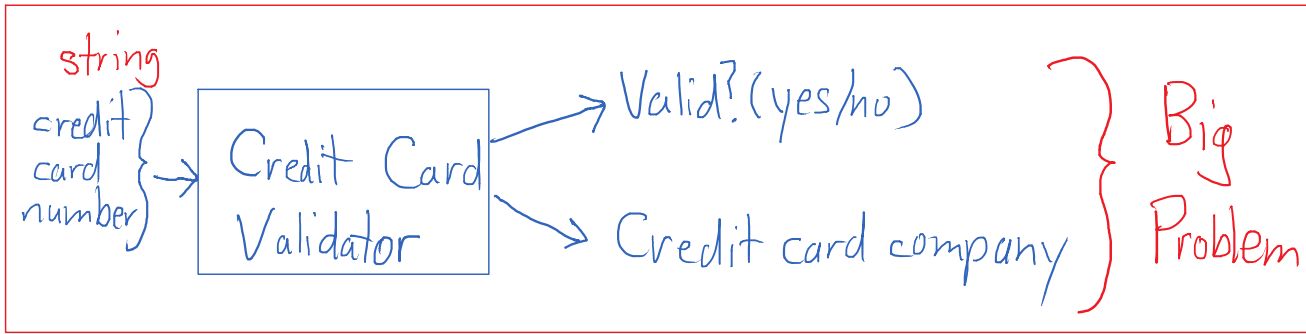 string
credit
card
number
Credit Card
Validator
Valid? (yes/no)
Credit card company
Big
Problem